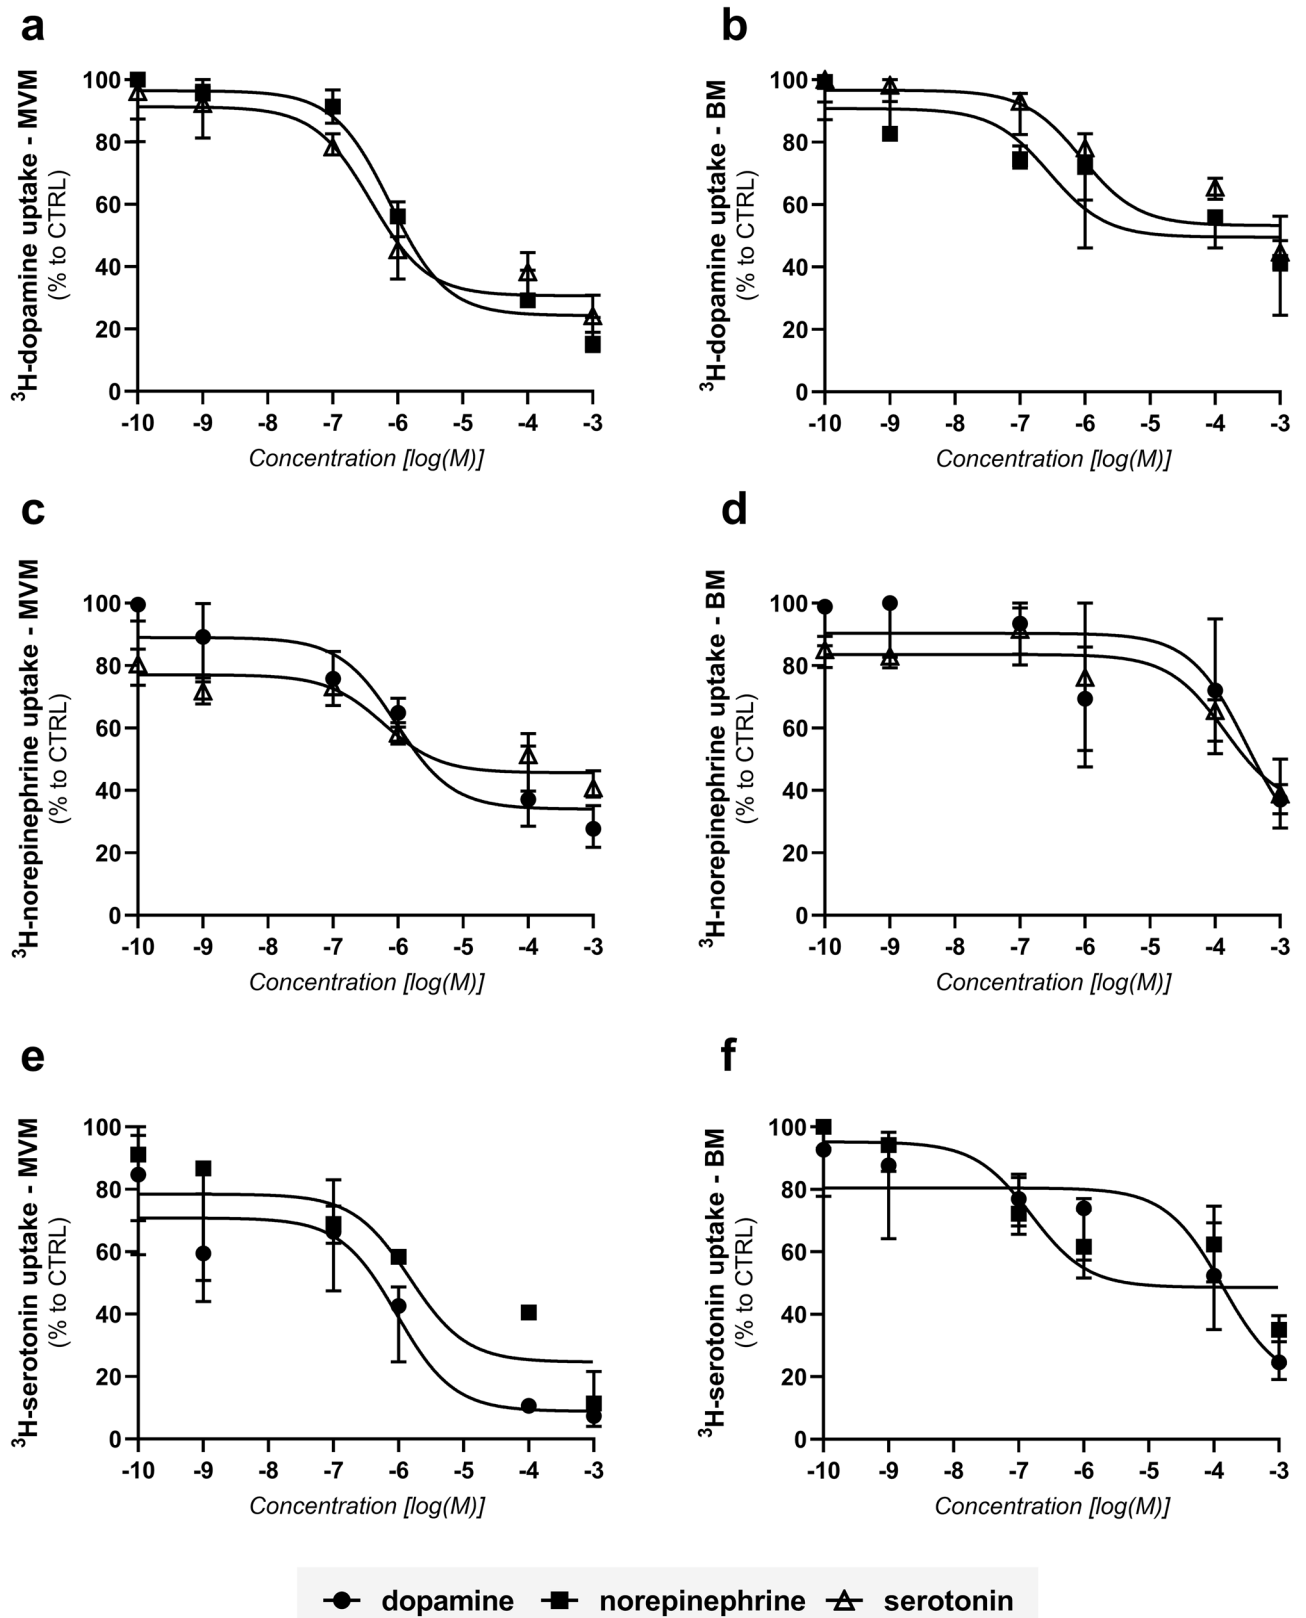 a
³H-dopamine uptake - MVM
(% to CTRL)
100
80
60
40
20
0
-10 -9 -8 -7 -6 -5 -4 -3
Concentration [log(M)]
b
³H-dopamine uptake - BM
(% to CTRL)
100
80
60
40
20
0
-10 -9 -8 -7 -6 -5 -4 -3
Concentration [log(M)]
c
³H-norepinephrine uptake - MVM
(% to CTRL)
100
80
60
40
20
0
-10 -9 -8 -7 -6 -5 -4 -3
Concentration [log(M)]
d
³H-norepinephrine uptake - BM
(% to CTRL)
100
80
60
40
20
0
-10 -9 -8 -7 -6 -5 -4 -3
Concentration [log(M)]
e
³H-serotonin uptake - MVM
(% to CTRL)
100
80
60
40
20
0
-10 -9 -8 -7 -6 -5 -4 -3
Concentration [log(M)]
f
³H-serotonin uptake - BM
(% to CTRL)
100
80
60
40
20
0
-10 -9 -8 -7 -6 -5 -4 -3
Concentration [log(M)]
dopamine norepinephrine serotonin